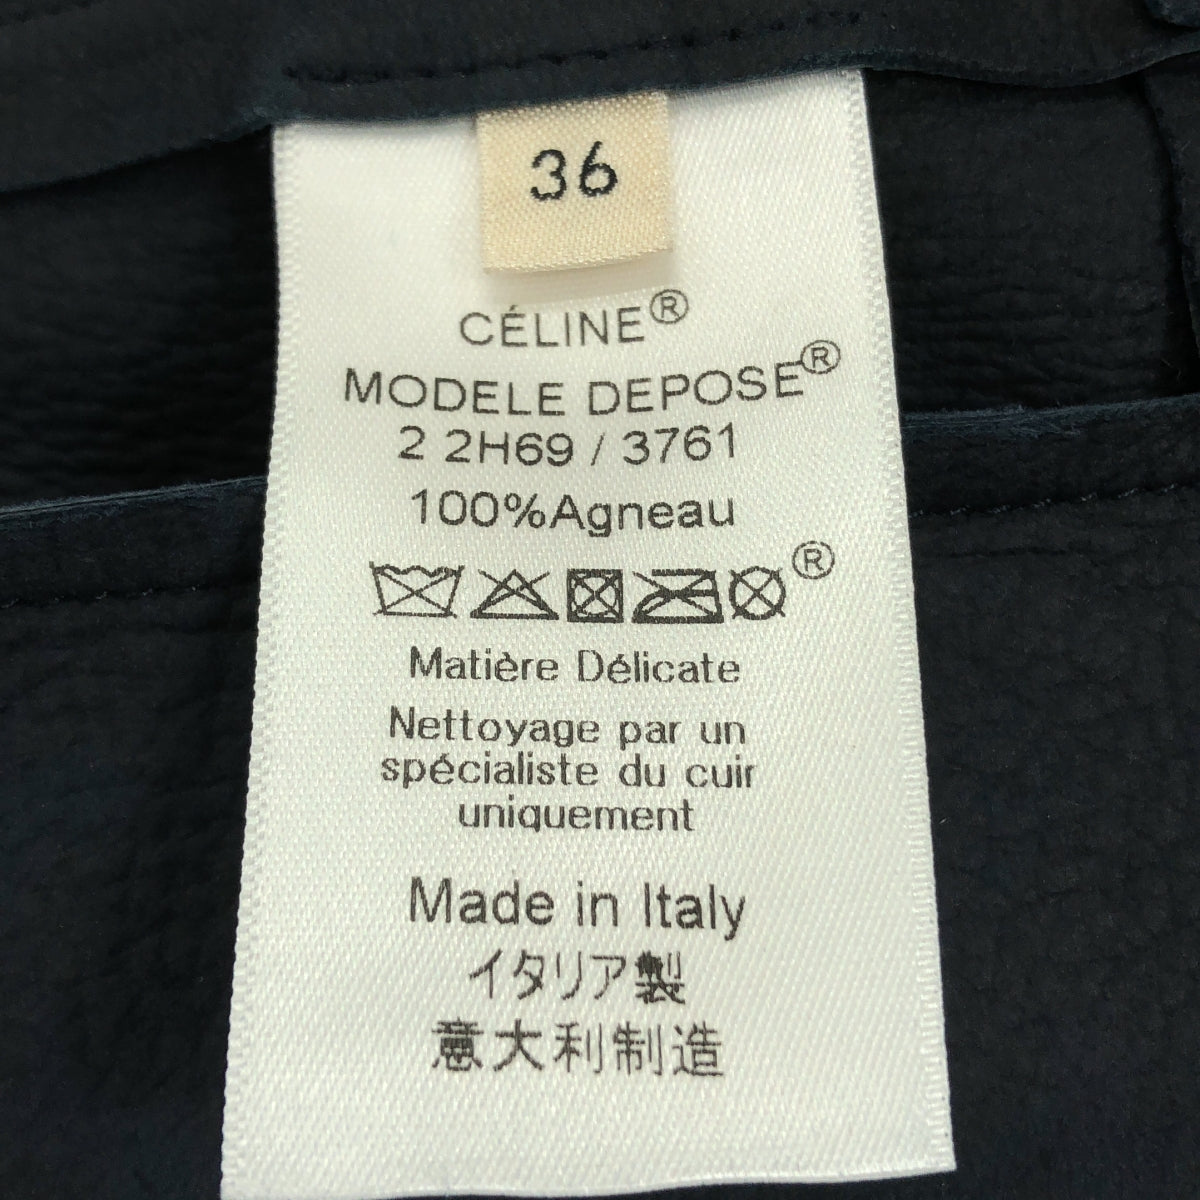 36
CÉLINE®
MODELE DEPOSE®
2 2H69 / 3761
100%Agneau
®
Matière Délicate
Nettoyage par un
spécialiste du cuir
uniquement
Made in Italy
イタリア製
意大利制造